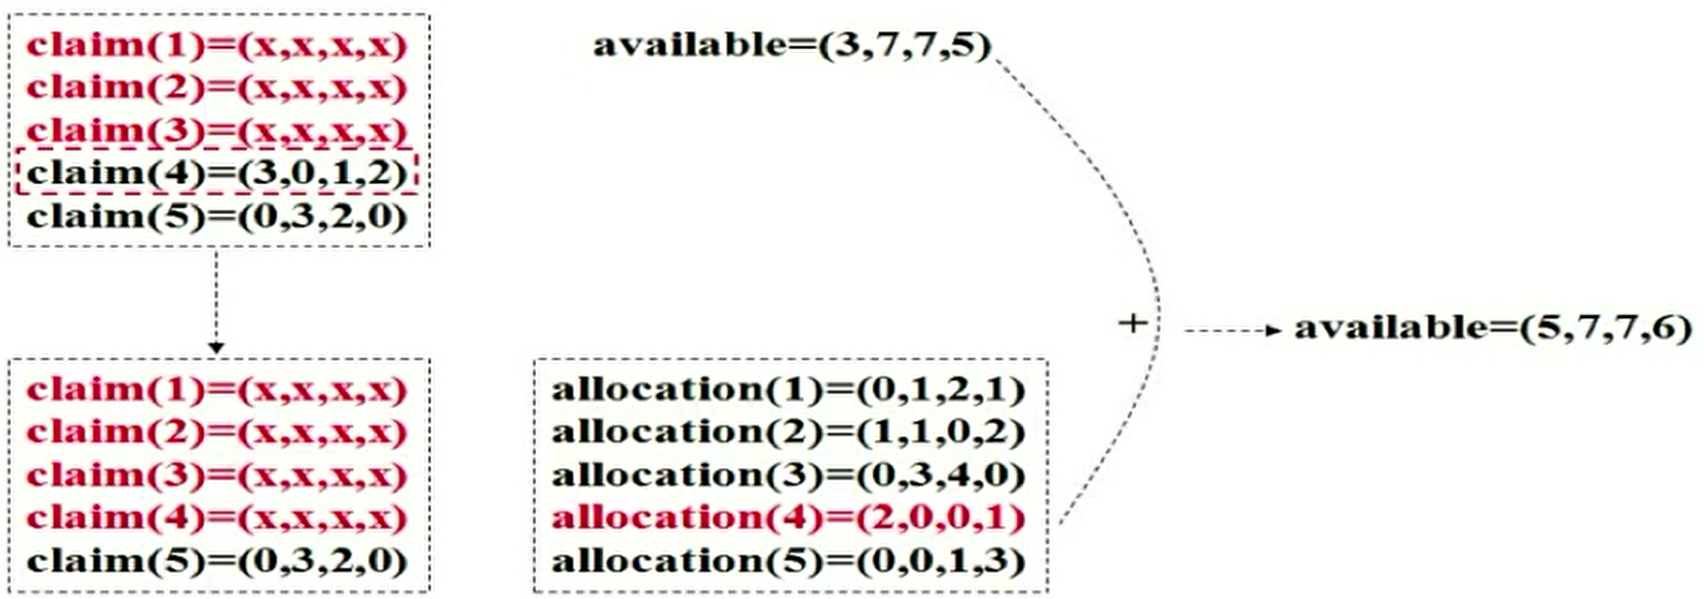 claim(1)=(x,x,x,x)
claim(2)=(x,x,x,x)
claim(3)=(x,x,x,x)
claim(4)=(3,0,1,2)
claim(5)=(0,3,2,0)
available=(3,7,7,5)
+
available=(5,7,7,6)
claim(1)=(x,x,x,x)
claim(2)=(x,x,x,x)
claim(3)=(x,x,x,x)
claim(4)=(x,x,x,x)
claim(5)=(0,3,2,0)
allocation(1)=(0,1,2,1)
allocation(2)=(1,1,0,2)
allocation(3)=(0,3,4,0)
allocation(4)=(2,0,0,1)
allocation(5)=(0,0,1,3)